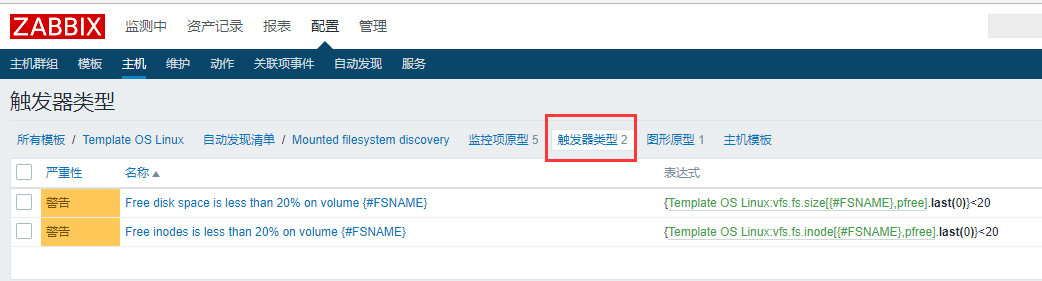 ZABBIX 监测中 资产记录 报表 配置 管理
主机群组 模板 主机 维护 动作 关联项事件 自动发现 服务
触发器类型
所有模板 / Template OS Linux 自动发现清单 / Mounted filesystem discovery 监控项原型 5 触发器类型 2 图形原型 1 主机模板
严重性 名称 表达式
警告 Free disk space is less than 20% on volume {#FSNAME} {Template OS Linux:vfs.fs.size[{#FSNAME},pfree].last(0)}<20
警告 Free inodes is less than 20% on volume {#FSNAME} {Template OS Linux:vfs.fs.inode[{#FSNAME},pfree].last(0)}<20